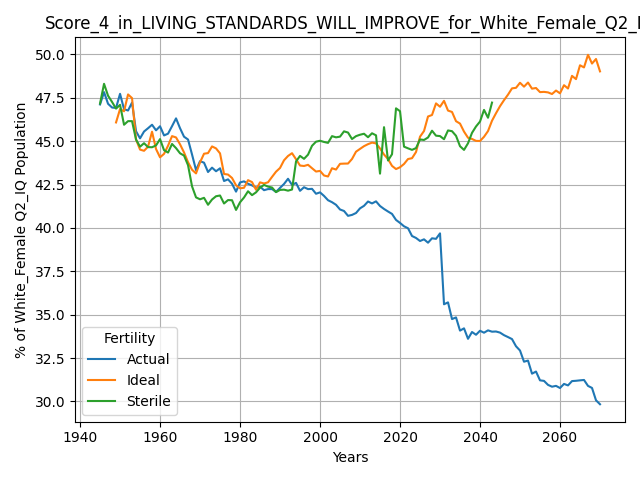 Score_4_in_LIVING_STANDARDS_WILL_IMPROVE_for_White_Female_Q2_I
% of White_Female Q2_IQ Population
50.0
47.5
45.0
42.5
40.0
37.5
35.0
32.5
30.0
Fertility
Actual
Ideal
Sterile
1940
1960
1980
2000
2020
2040
2060
Years